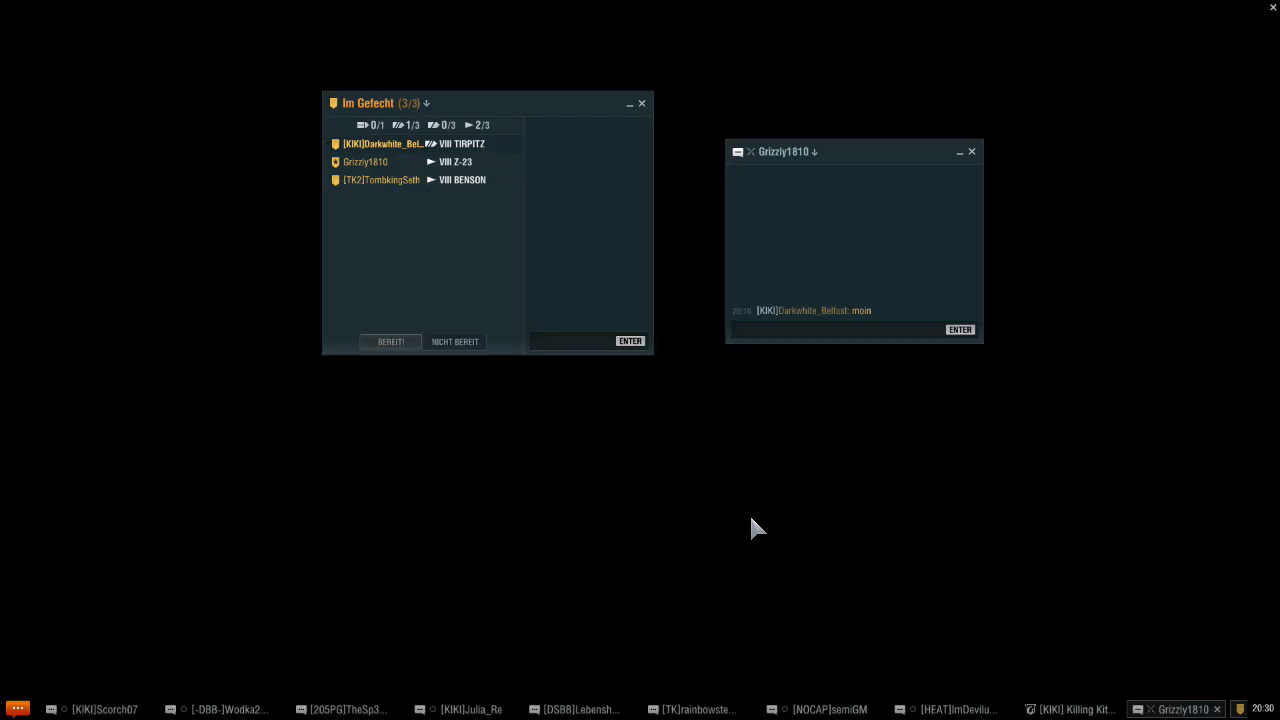 Im Gefecht (3/3)
0/1 1/3 0/3 2/3
[KIKI]Darkwhite_Bel... VIII TIRPITZ
Grizzly1810 VIII Z-23
[TK2]TombkingSeth VIII BENSON
BEREIT! NICHT BEREIT
ENTER
Grizzly1810
20:16 [KIKI]Darkwhite_Belfast: moin
ENTER
[KIKI]Scorch07 [-DBB-]Wodka2... [205PG]TheSp3... [KIKI]Julia_Re [DSBB]Lebensh... [TK]rainbowste... [NOCAP]semiGM [HEAT]ImDevilu... [KIKI] Killing Kit... Grizzly1810 20:30